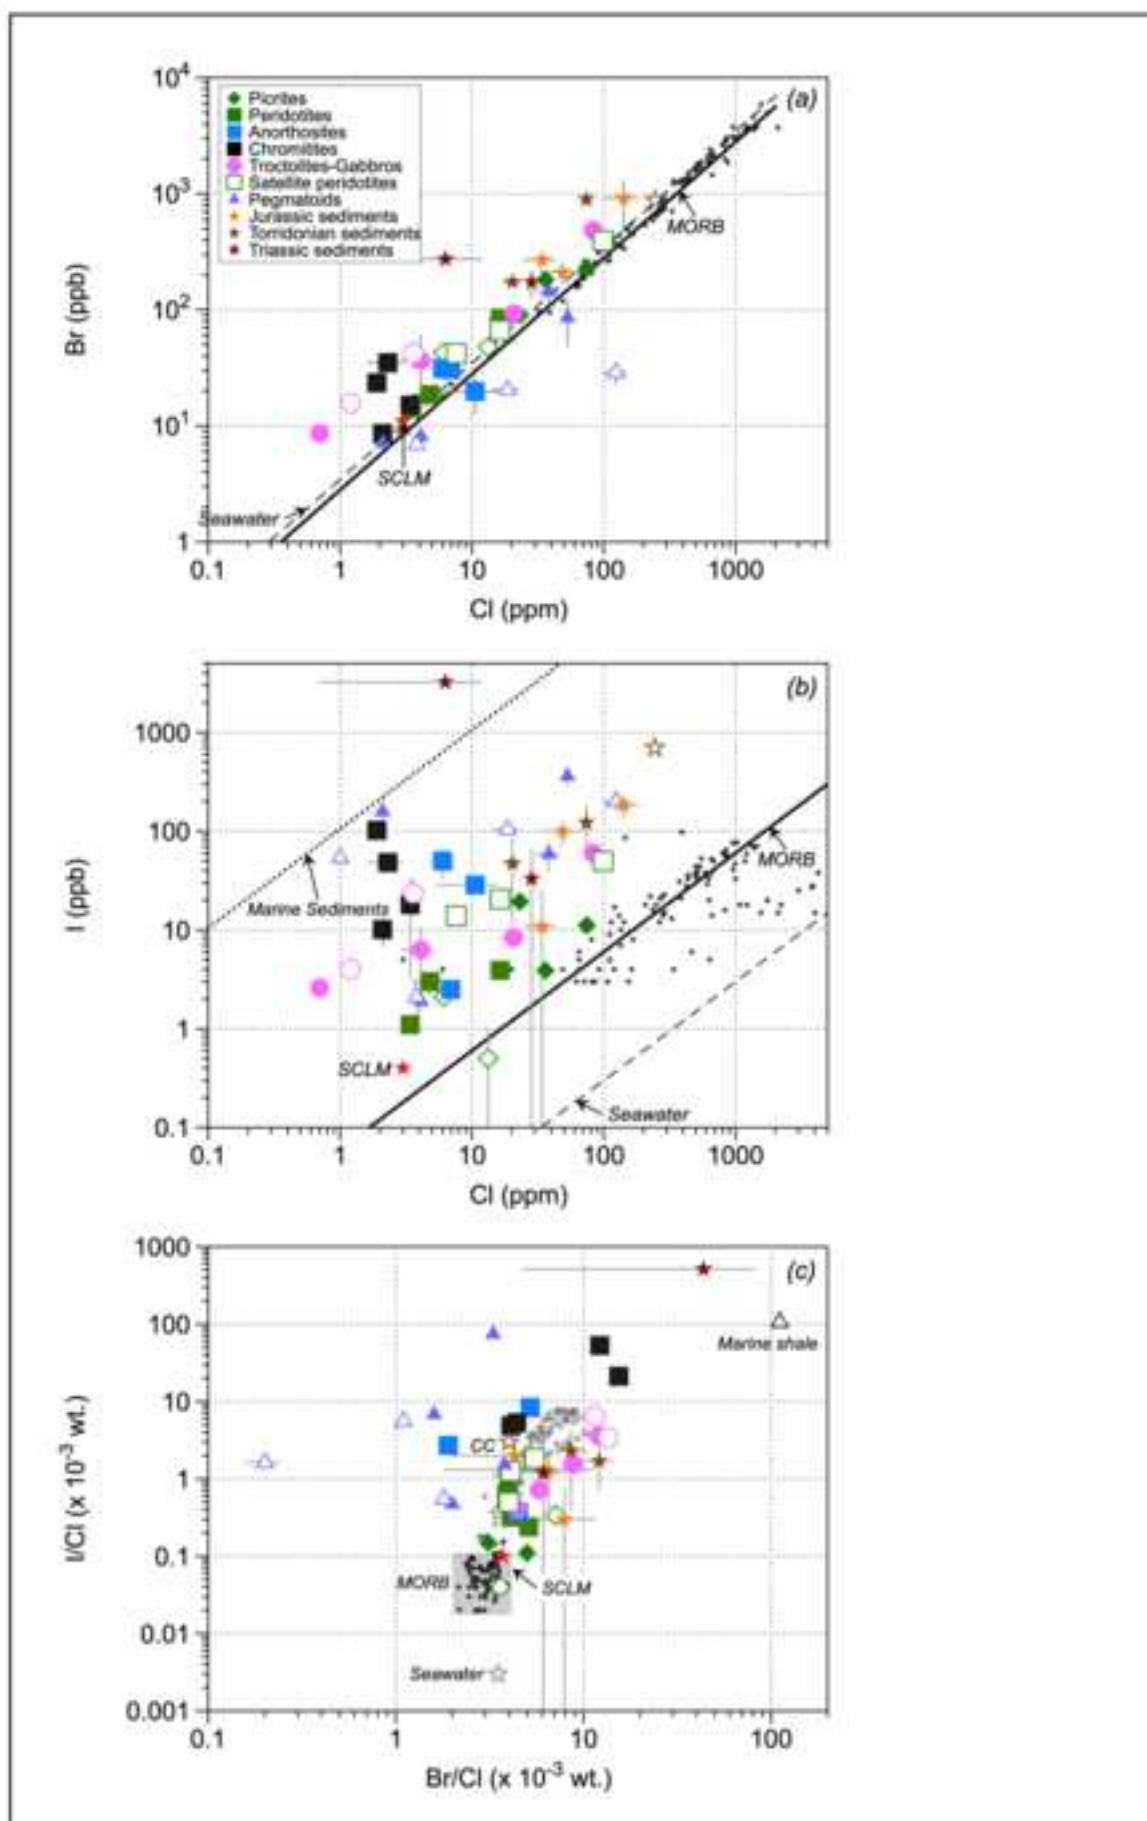 (a)
10⁴
10³
10²
10¹
1
Br (ppb)
Picrites
Peridotites
Anorthosites
Chromitites
Troctolites-Gabbros
Satellite peridotites
Pegmatoids
Jurassic sediments
Torridonian sediments
Triassic sediments
MORB
SCLM
Seawater
0.1 1 10 100 1000
Cl (ppm)
(b)
1000
100
10
1
0.1
I (ppb)
Marine Sediments
MORB
SCLM
Seawater
0.1 1 10 100 1000
Cl (ppm)
(c)
1000
100
10
1
0.1
0.01
0.001
I/Cl (x 10⁻³ wt.)
Marine shale
CC
MORB
SCLM
Seawater
0.1 1 10 100
Br/Cl (x 10⁻³ wt.)